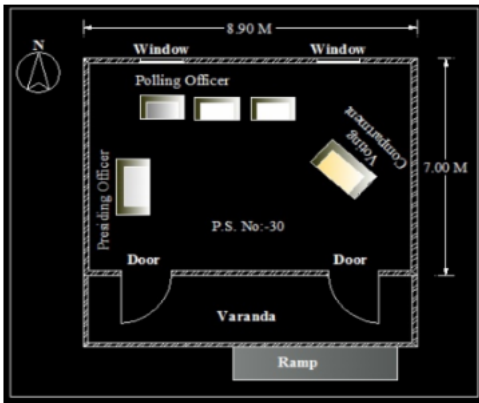 8.90 M
N
Window
Window
Polling Officer
Voting
Compartment
7.00 M
Presiding Officer
P.S. No:-30
Door
Door
Varanda
Ramp